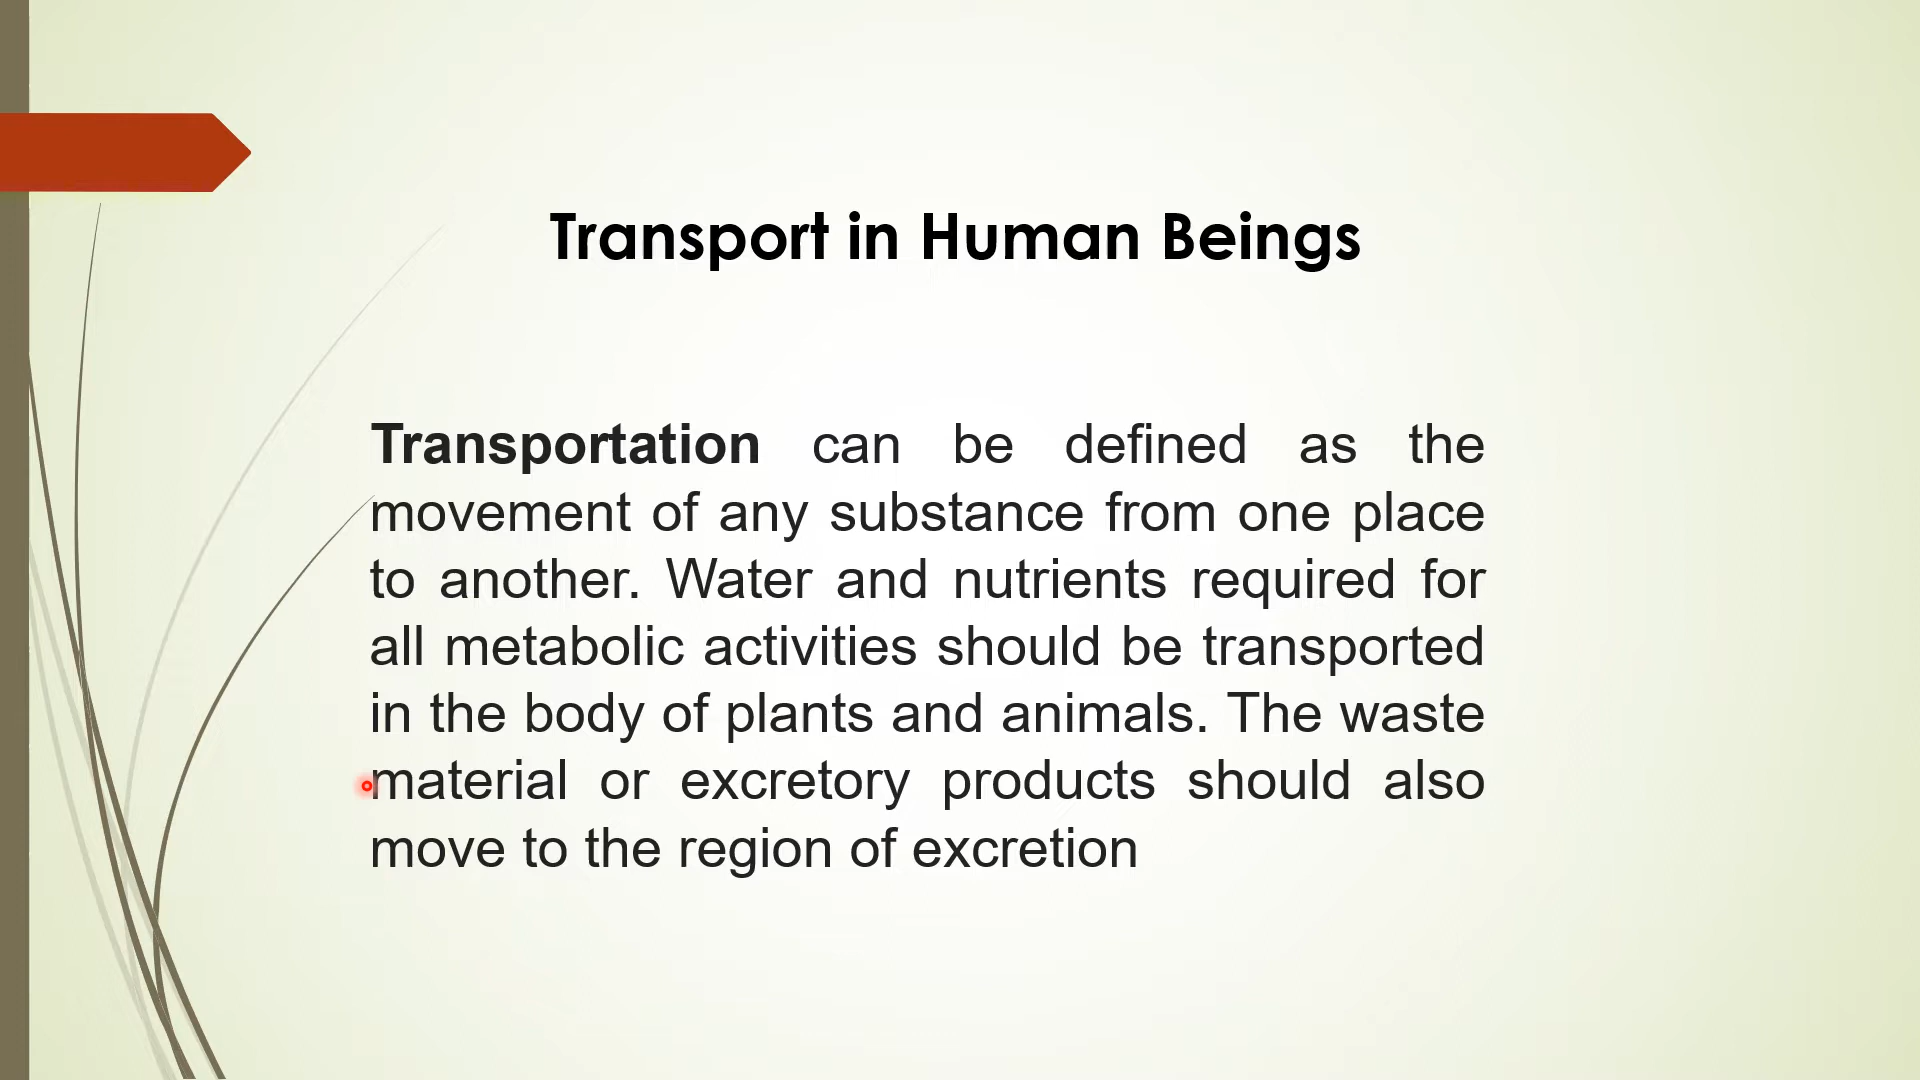 Transport in Human Beings
Transportation can be defined as the
movement of any substance from one place
to another. Water and nutrients required for
all metabolic activities should be transported
in the body of plants and animals. The waste
material or excretory products should also
move to the region of excretion